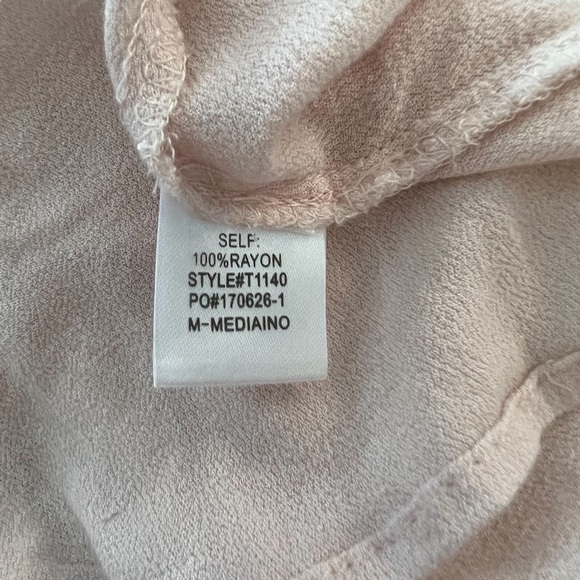 SELF:
100%RAYON
STYLE#T1140
PO#170626-1
M-MEDIAINO